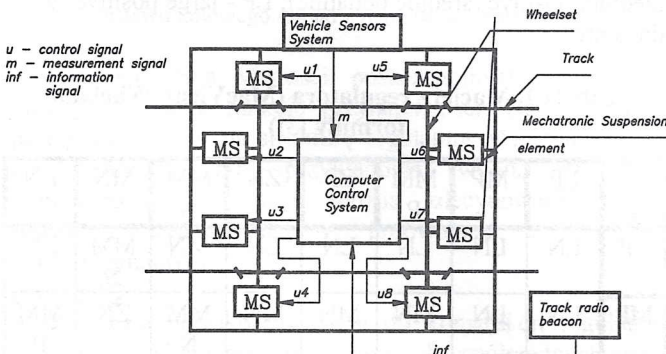 Vehicle Sensors
System
Wheelset
u – control signal
m – measurement signal
inf – information
signal
Track
MS
u1
u5
MS
m
Mechatronic Suspension
element
MS
u2
u6
MS
Computer
Control
System
MS
u3
u7
MS
MS
u4
u8
MS
Track radio
beacon
inf